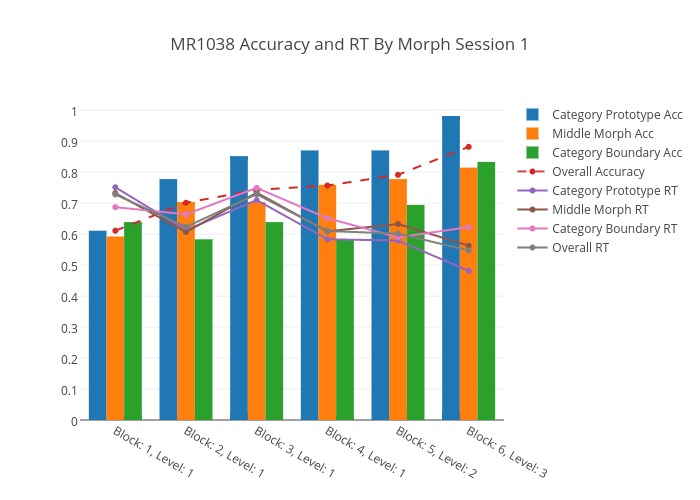 MR1038 Accuracy and RT By Morph Session 1
1
0.9
0.8
0.7
0.6
0.5
0.4
0.3
0.2
0.1
0
Block: 1, Level: 1
Block: 2, Level: 1
Block: 3, Level: 1
Block: 4, Level: 1
Block: 5, Level: 2
Block: 6, Level: 3
Category Prototype Acc
Middle Morph Acc
Category Boundary Acc
Overall Accuracy
Category Prototype RT
Middle Morph RT
Category Boundary RT
Overall RT